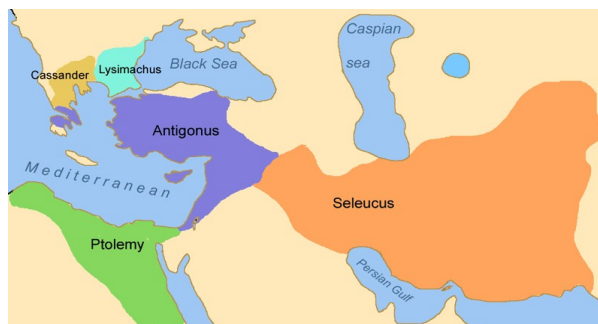 Caspian
sea
Black Sea
Lysimachus
Cassander
Antigonus
Mediterranean
Seleucus
Ptolemy
Persian Gulf